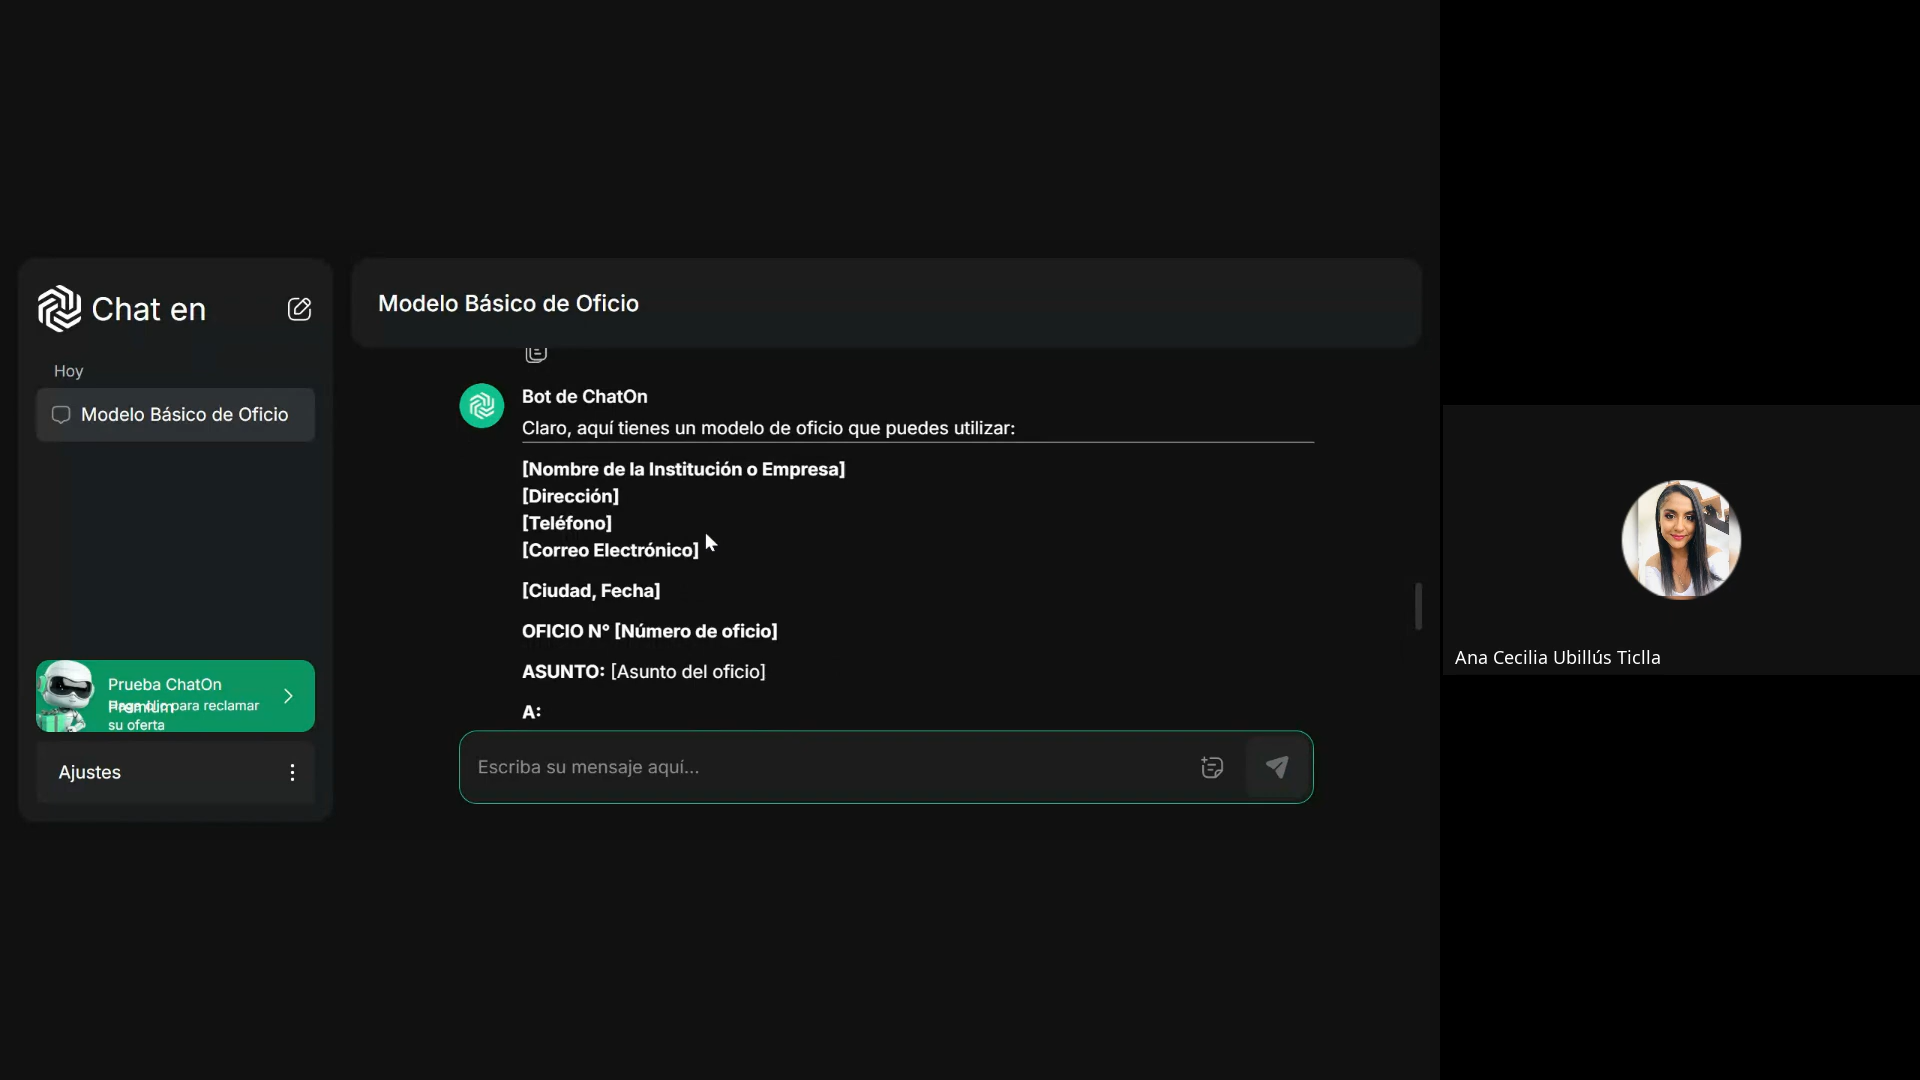 Chat en
Hoy
Modelo Básico de Oficio
Prueba ChatOn
Premium
Haga clic para reclamar
su oferta
Ajustes
Modelo Básico de Oficio
Bot de ChatOn
Claro, aquí tienes un modelo de oficio que puedes utilizar:
[Nombre de la Institución o Empresa]
[Dirección]
[Teléfono]
[Correo Electrónico]
[Ciudad, Fecha]
OFICIO N° [Número de oficio]
ASUNTO: [Asunto del oficio]
A:
Escriba su mensaje aquí...
Ana Cecilia Ubillús Ticlla